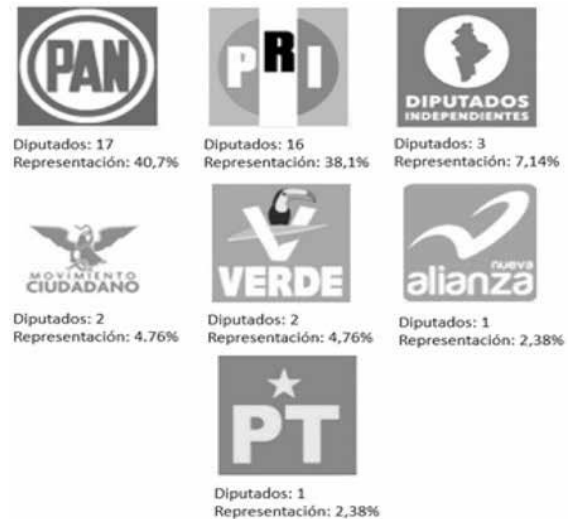 PAN
PRI
DIPUTADOS
INDEPENDIENTES
Diputados: 17
Representación: 40,7%
Diputados: 16
Representación: 38,1%
Diputados: 3
Representación: 7,14%
MOVIMIENTO
CIUDADANO
VERDE
nueva
alianza
Diputados: 2
Representación: 4.76%
Diputados: 2
Representación: 4,76%
Diputados: 1
Representación: 2,38%
PT
Diputados: 1
Representación: 2,38%